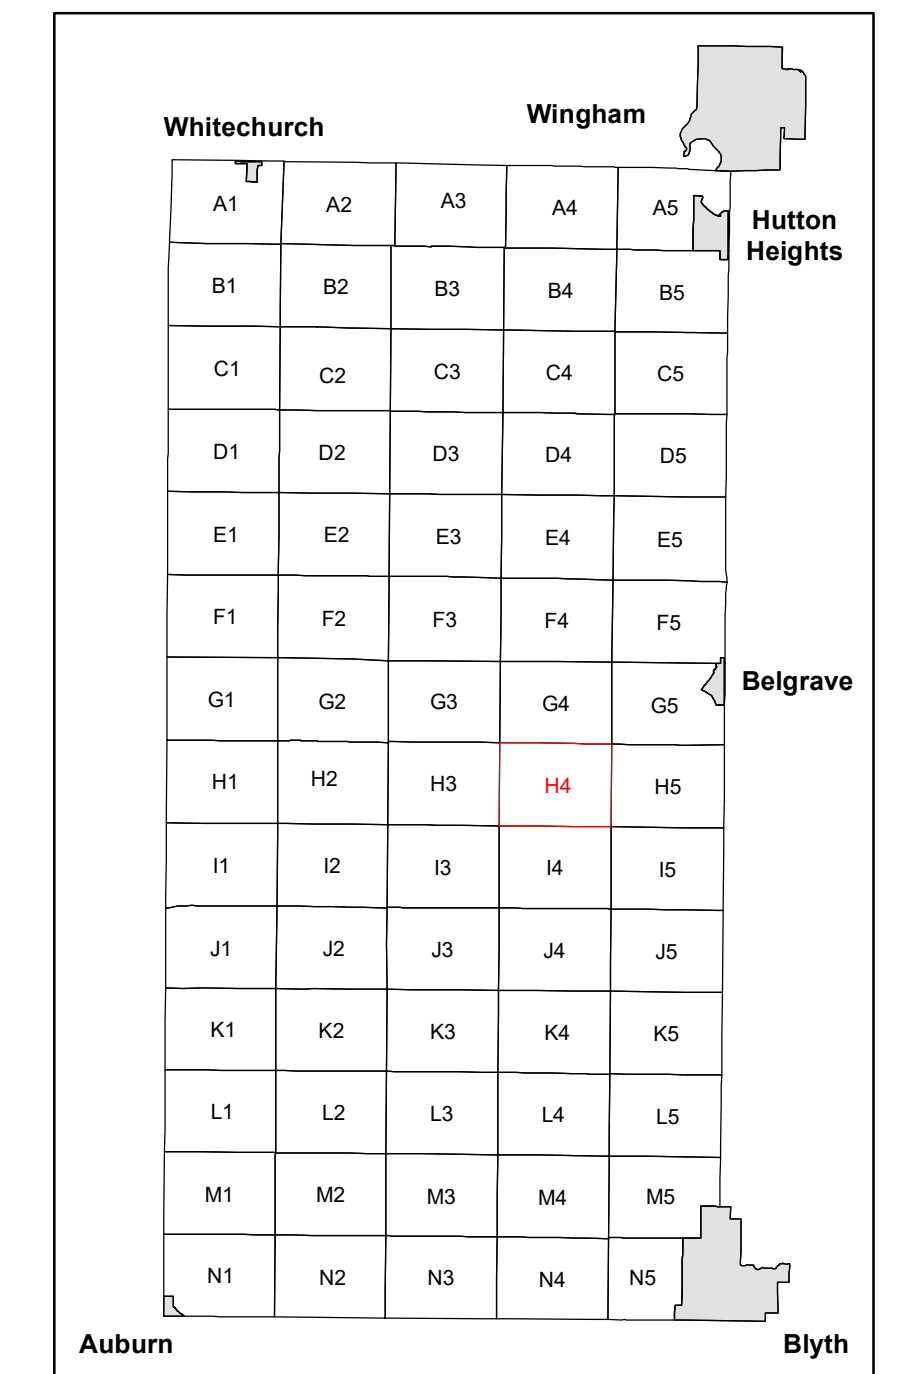 Wingham
Whitechurch
A1 A2 A3 A4 A5
Hutton
Heights
B1 B2 B3 B4 B5
C1 C2 C3 C4 C5
D1 D2 D3 D4 D5
E1 E2 E3 E4 E5
F1 F2 F3 F4 F5
Belgrave
G1 G2 G3 G4 G5
H1 H2 H3 H4 H5
I1 I2 I3 I4 I5
J1 J2 J3 J4 J5
K1 K2 K3 K4 K5
L1 L2 L3 L4 L5
M1 M2 M3 M4 M5
N1 N2 N3 N4 N5
Auburn Blyth